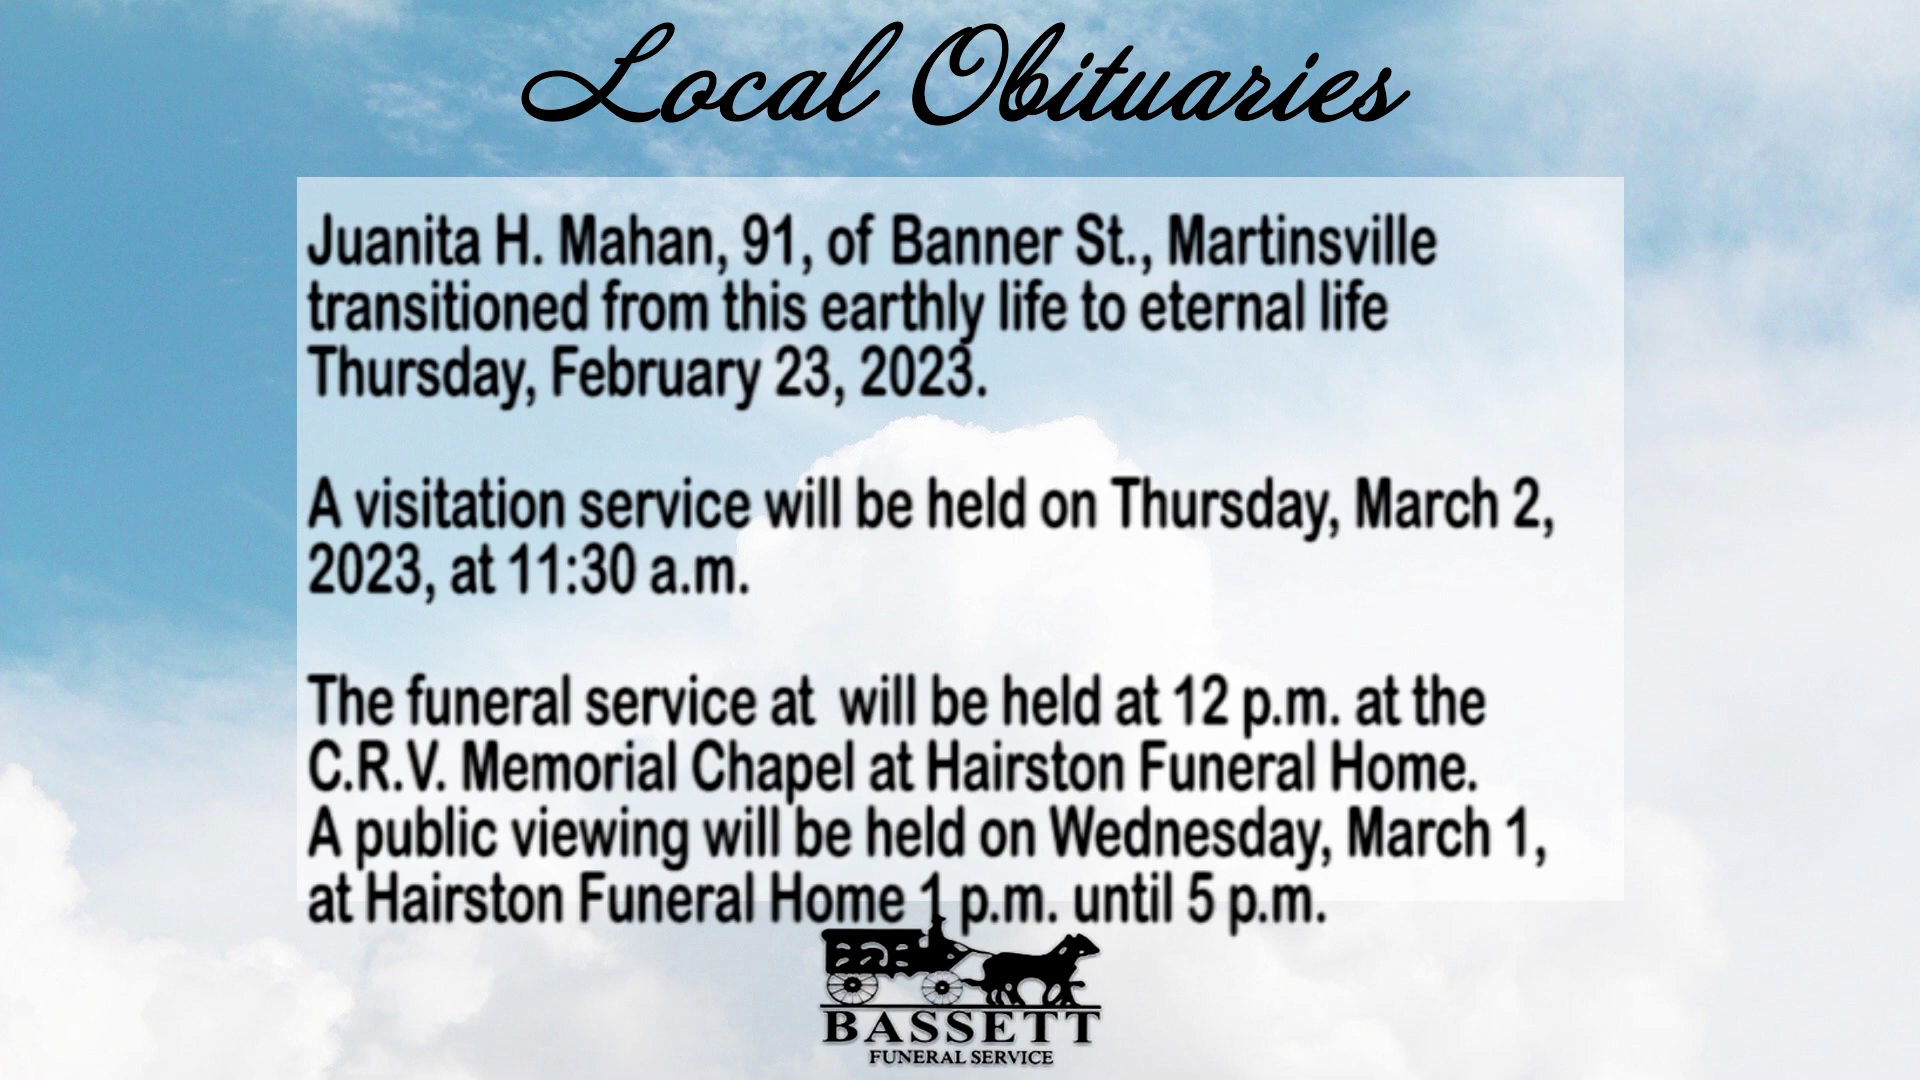 Local Obituaries
Juanita H. Mahan, 91, of Banner St., Martinsville
transitioned from this earthly life to eternal life
Thursday, February 23, 2023.
A visitation service will be held on Thursday, March 2,
2023, at 11:30 a.m.
The funeral service at  will be held at 12 p.m. at the
C.R.V. Memorial Chapel at Hairston Funeral Home.
A public viewing will be held on Wednesday, March 1,
at Hairston Funeral Home 1 p.m. until 5 p.m.
BASSETT
FUNERAL SERVICE